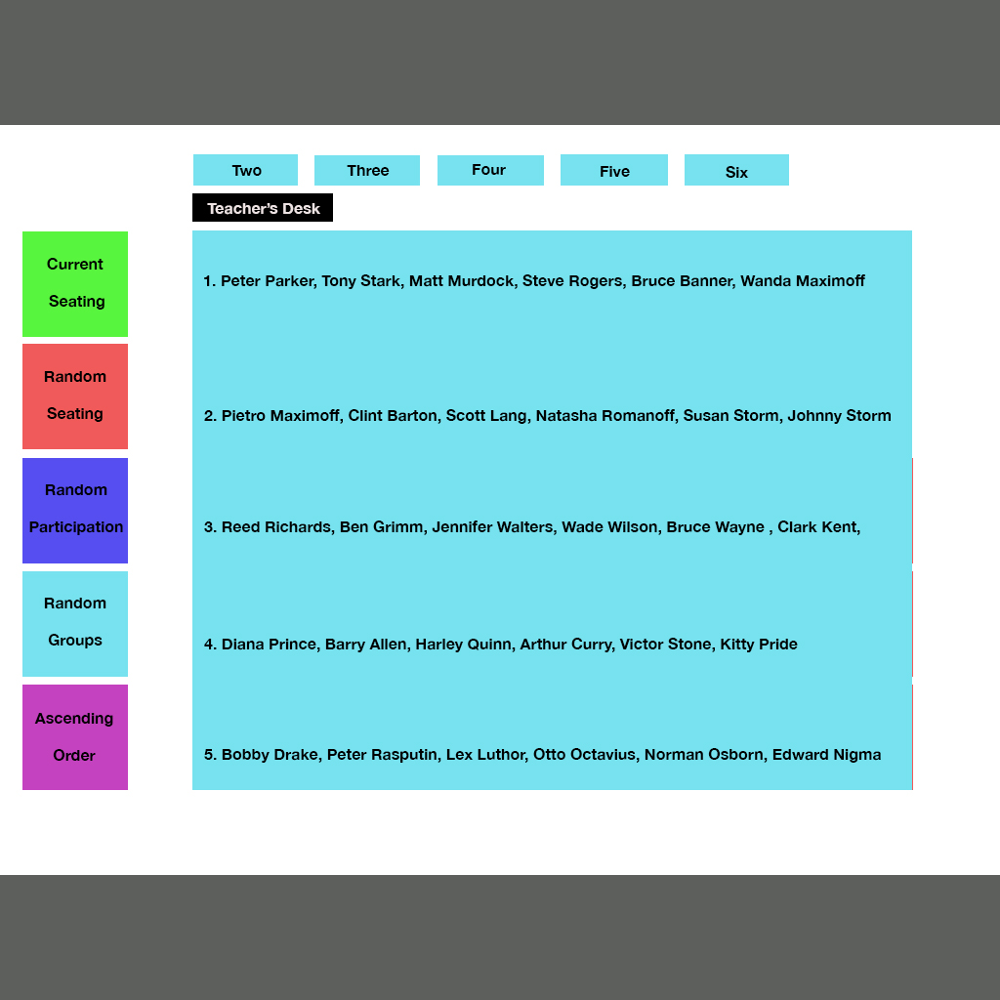 Two Three Four Five Six
Teacher's Desk
Current
Seating
1. Peter Parker, Tony Stark, Matt Murdock, Steve Rogers, Bruce Banner, Wanda Maximoff
Random
Seating
2. Pietro Maximoff, Clint Barton, Scott Lang, Natasha Romanoff, Susan Storm, Johnny Storm
Random
Participation
3. Reed Richards, Ben Grimm, Jennifer Walters, Wade Wilson, Bruce Wayne , Clark Kent,
Random
Groups
4. Diana Prince, Barry Allen, Harley Quinn, Arthur Curry, Victor Stone, Kitty Pride
Ascending
Order
5. Bobby Drake, Peter Rasputin, Lex Luthor, Otto Octavius, Norman Osborn, Edward Nigma